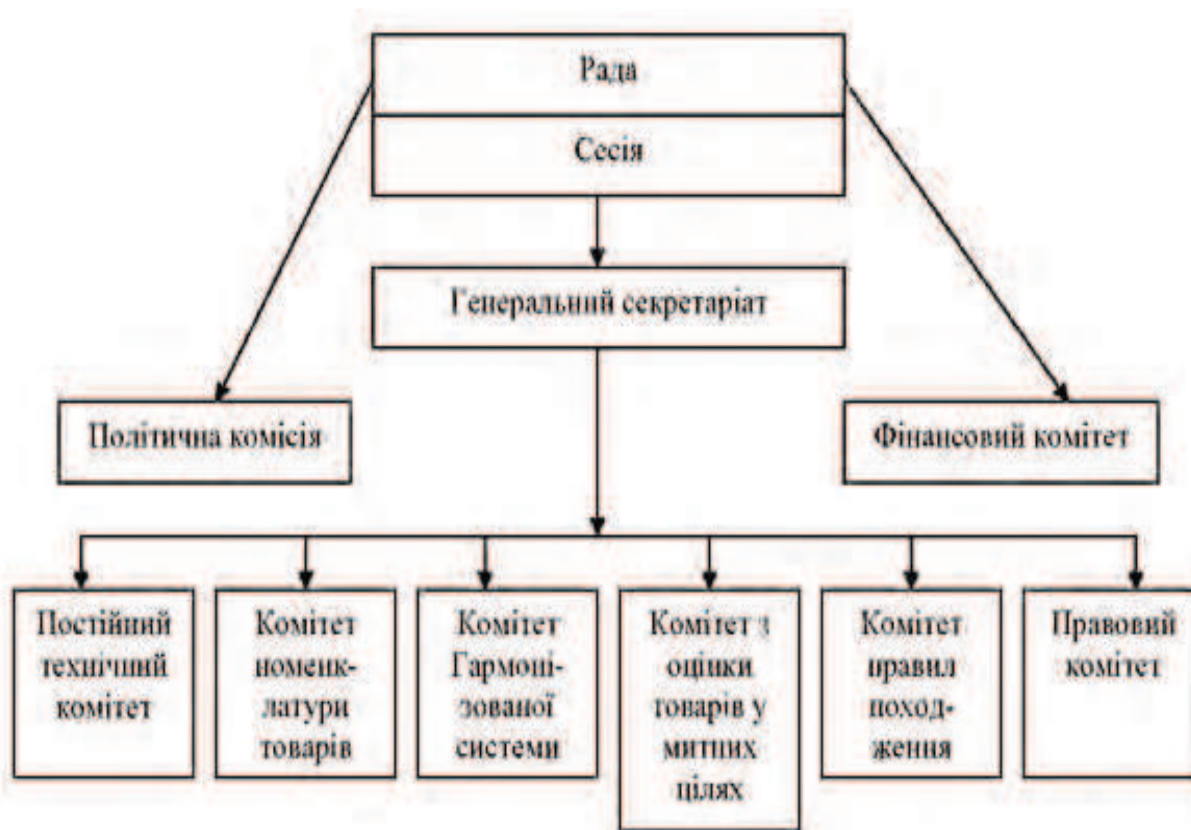 Рада
Сесія
Генеральний секретаріат
Політична комісія
Фінансовий комітет
Постійний
технічний
комітет
Комітет
номенк-
латури
товарів
Комітет
Гармоні-
зованої
системи
Комітет з
оцінки
товарів у
митних
цілях
Комітет
правил
поход-
ження
Правовий
комітет